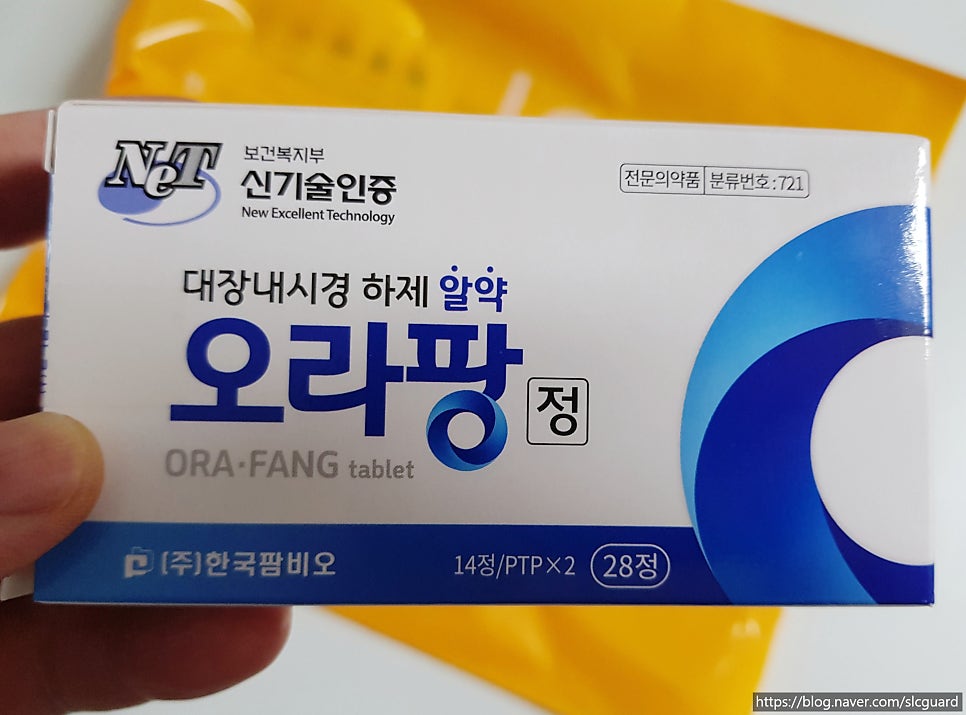 NeT
보건복지부
신기술인증
New Excellent Technology
전문의약품 분류번호:721
대장내시경 하제 알약
오라팡 정
ORA·FANG tablet
(주)한국팜비오
14정/PTP×2 28정
https://blog.naver.com/slcguard